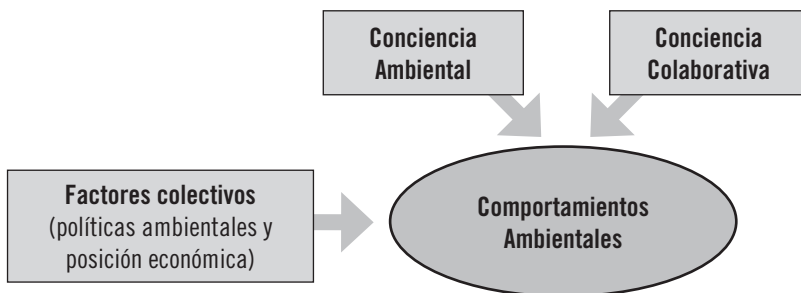 Conciencia
Ambiental
Conciencia
Colaborativa
Factores colectivos
(políticas ambientales y
posición económica)
Comportamientos
Ambientales